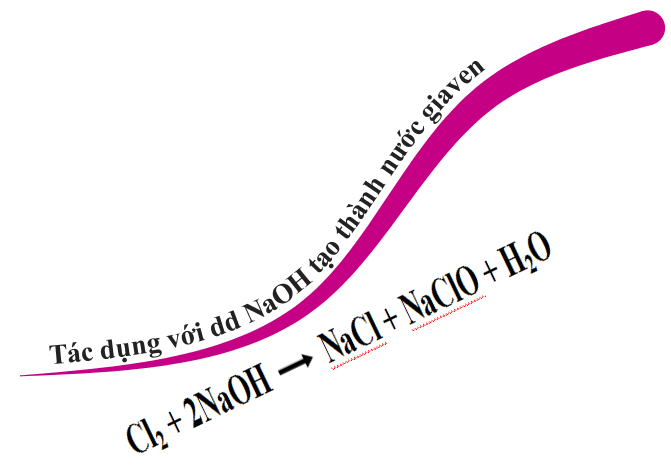 Tác dụng với dd NaOH tạo thành nước giaven
Cl₂ + 2NaOH → NaCl + NaClO + H₂O